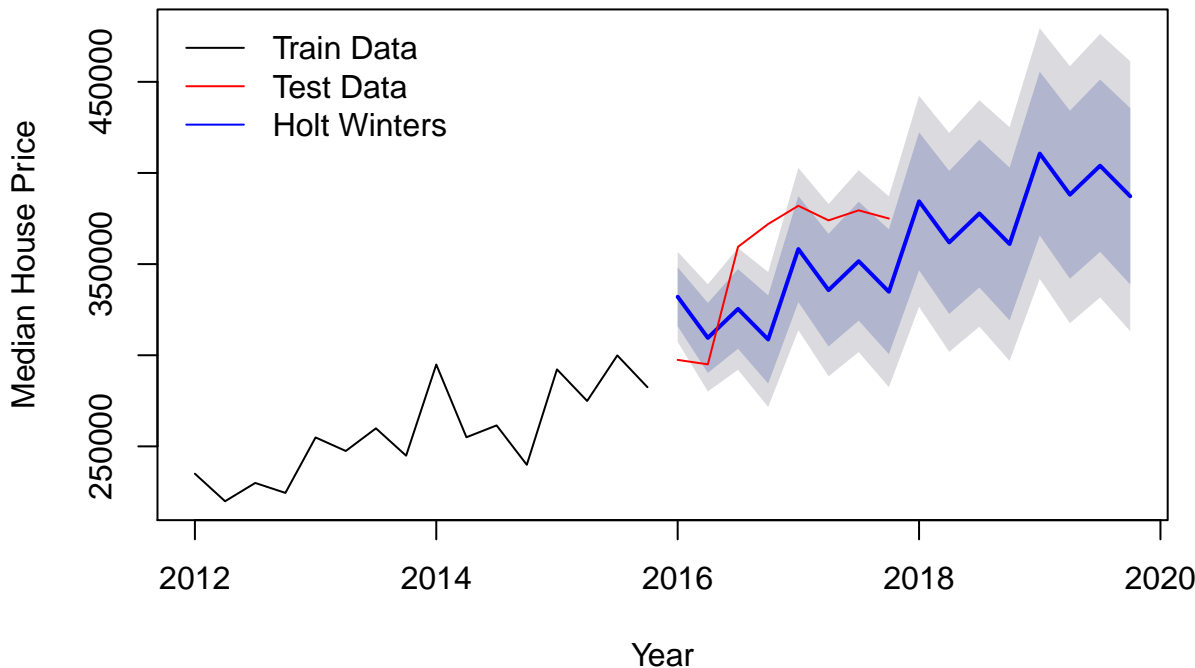 Train Data
Test Data
Holt Winters
Median House Price
450000
350000
250000
2012 2014 2016 2018 2020
Year